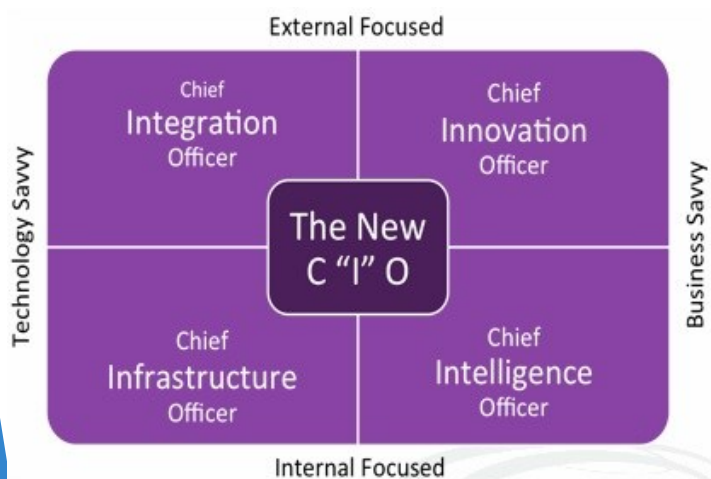 External Focused
Technology Savvy
Chief
Integration
Officer
Chief
Innovation
Officer
The New
C “I” O
Chief
Infrastructure
Officer
Chief
Intelligence
Officer
Business Savvy
Internal Focused